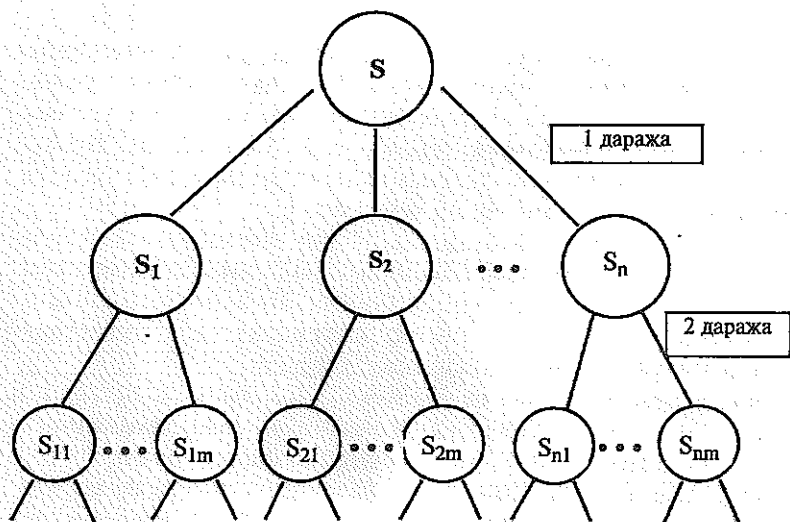 S
1 даража
S₁ S₂ ... Sₙ
2 даража
S₁₁ ... S₁ₘ S₂₁ ... S₂ₘ Sₙ₁ ... Sₙₘ